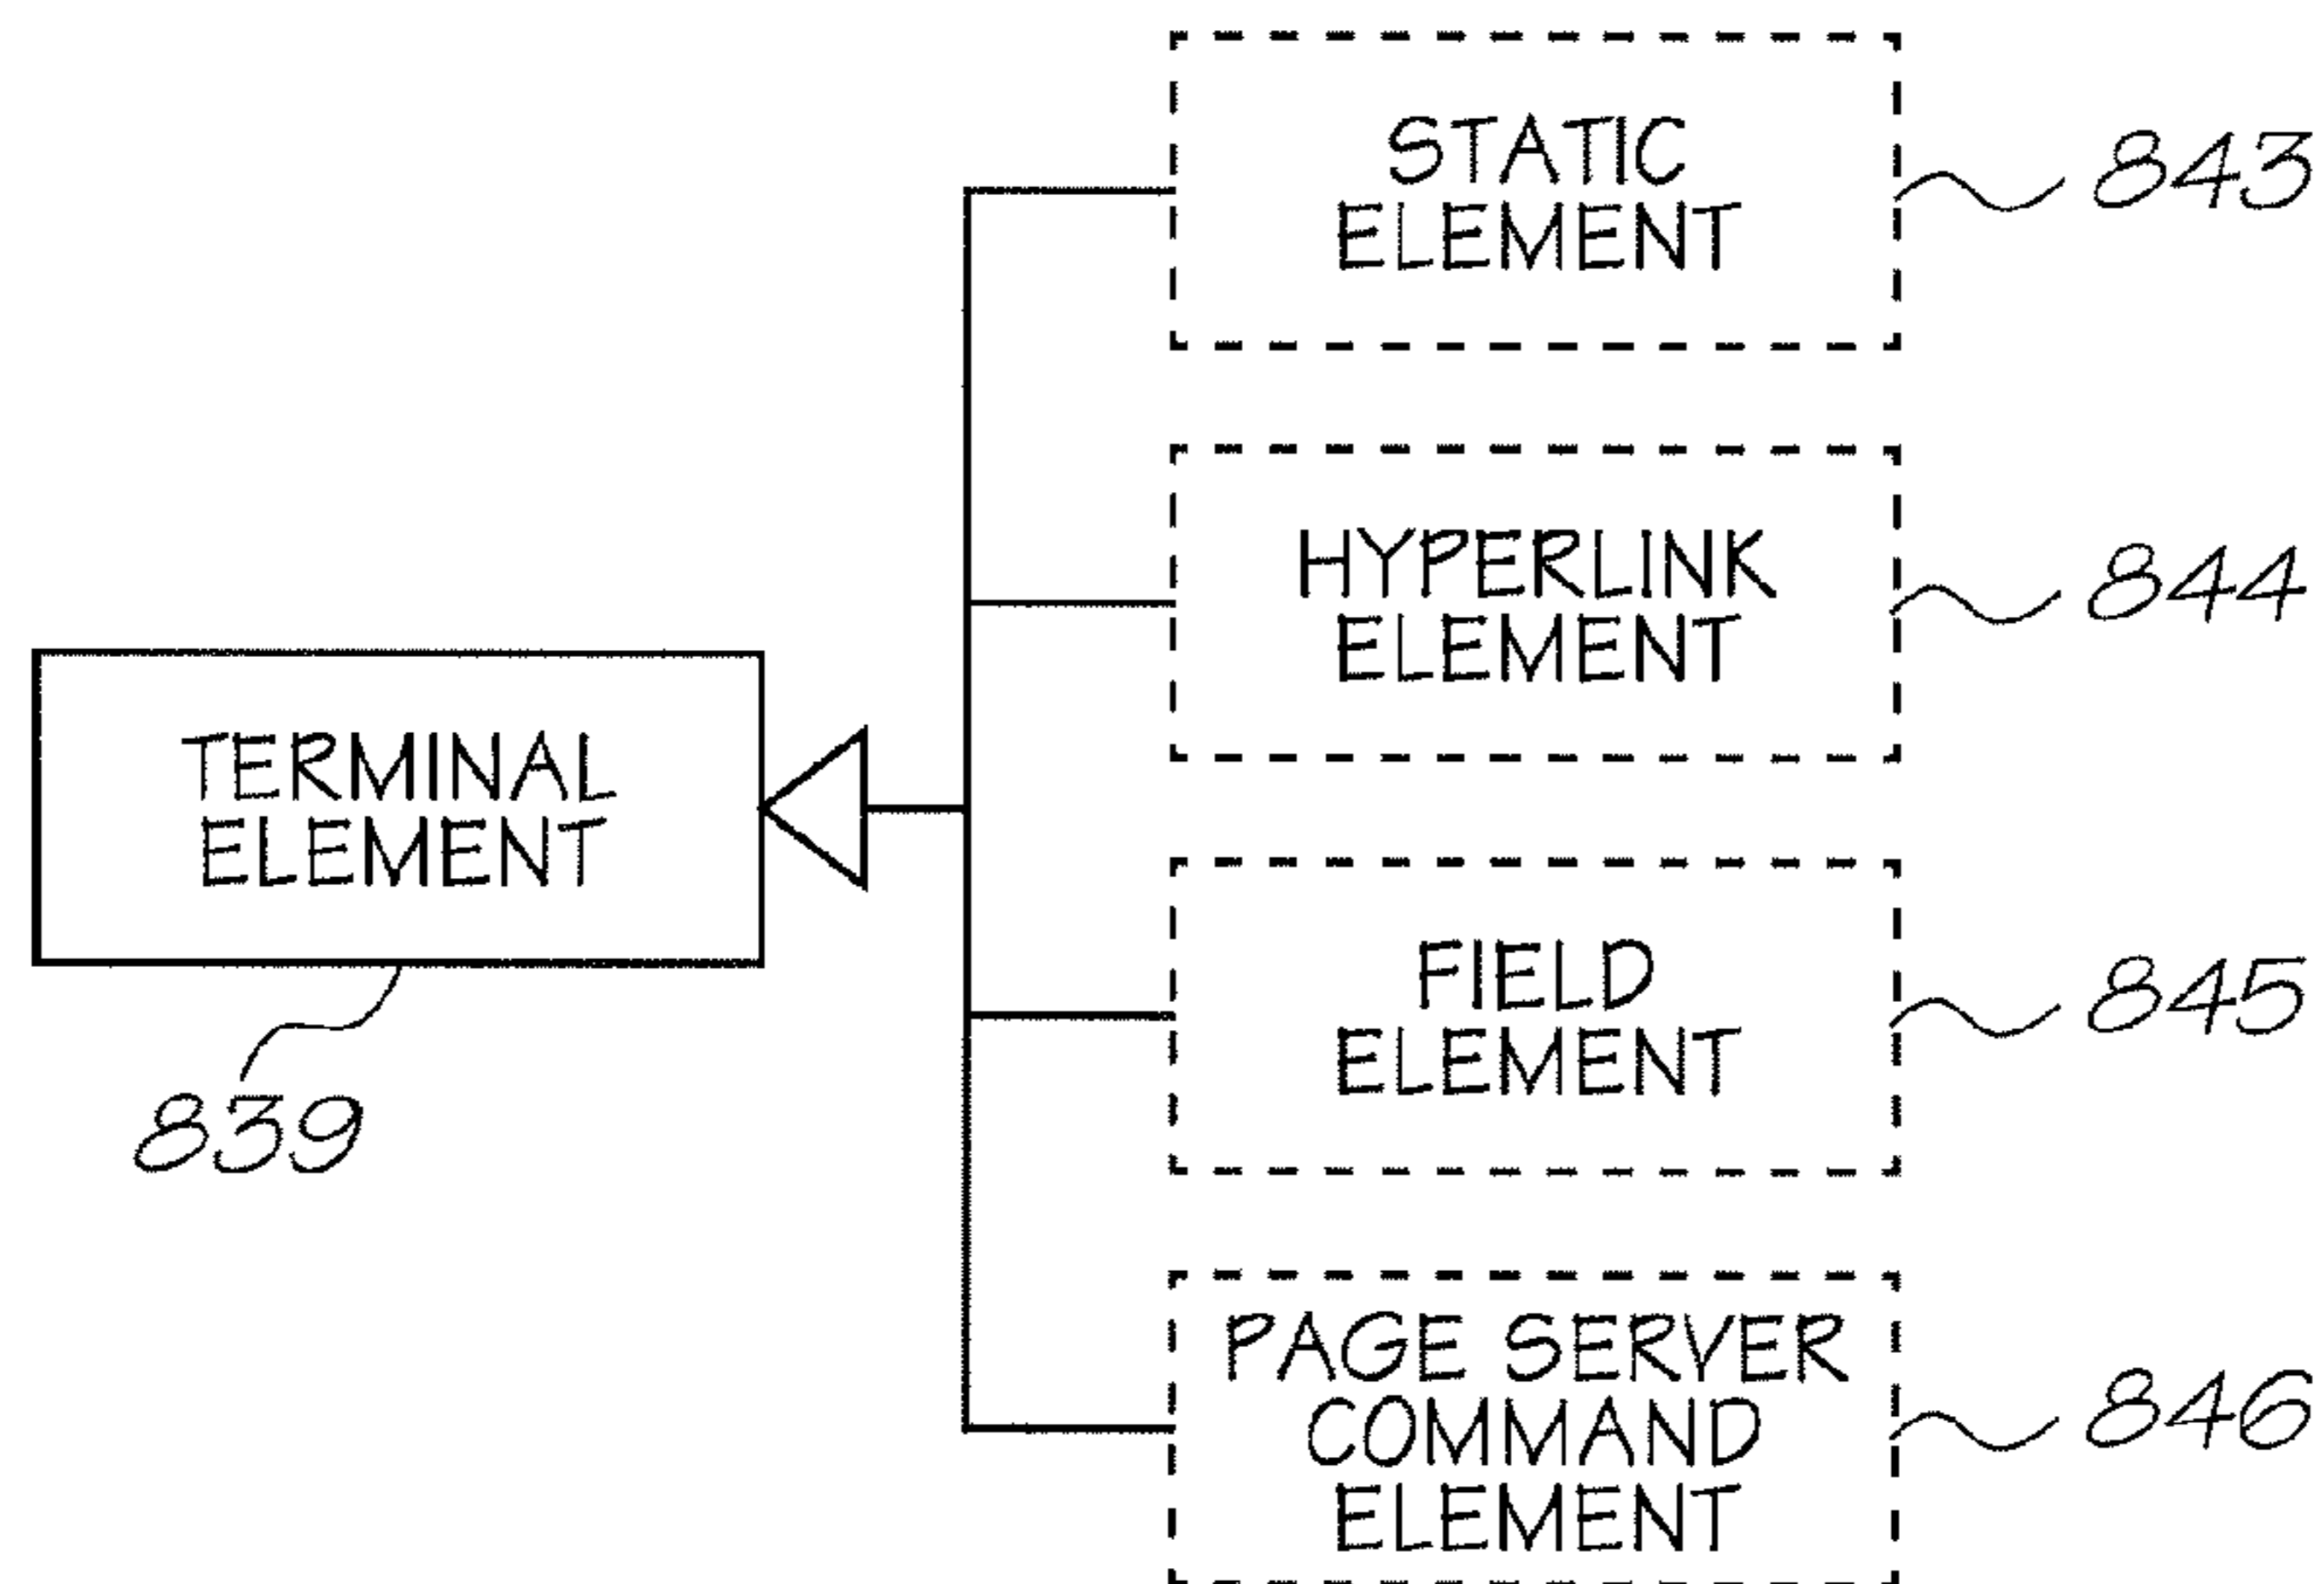 STATIC
ELEMENT
843
HYPERLINK
ELEMENT
844
TERMINAL
ELEMENT
839
FIELD
ELEMENT
845
PAGE SERVER
COMMAND
ELEMENT
846